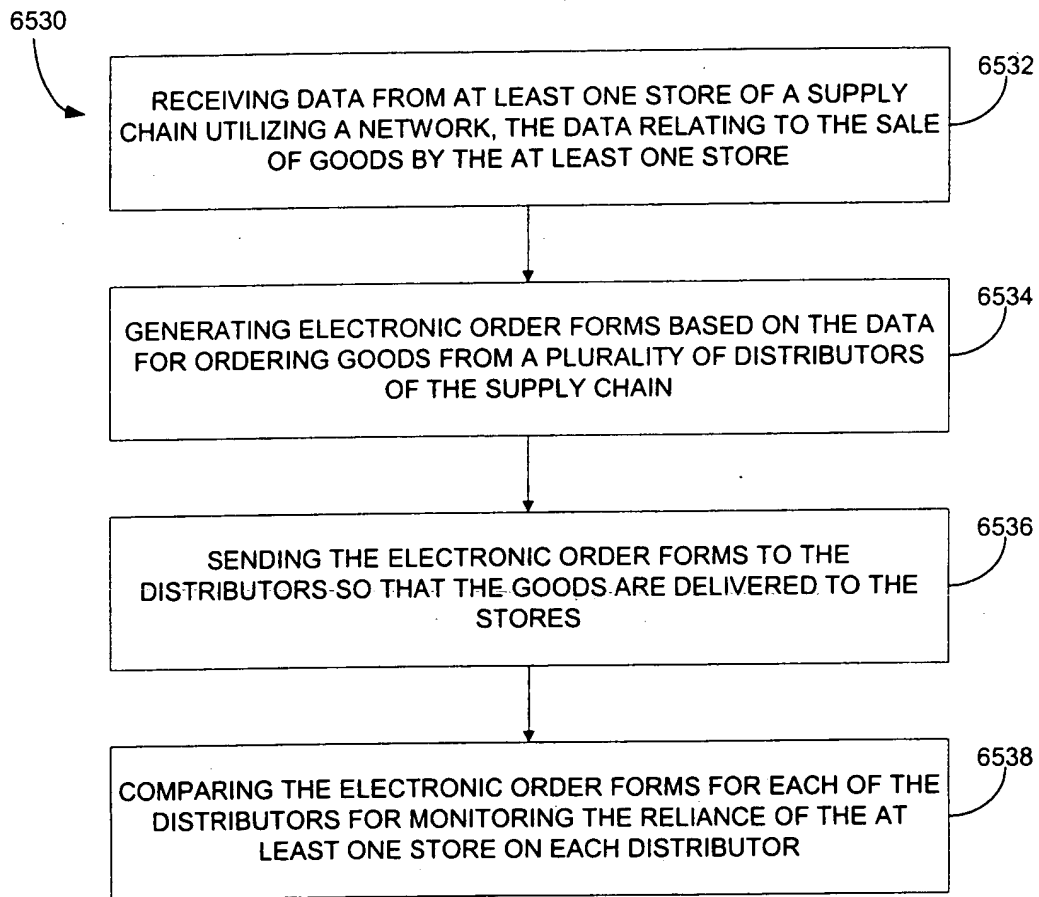 6530
6532
RECEIVING DATA FROM AT LEAST ONE STORE OF A SUPPLY
CHAIN UTILIZING A NETWORK, THE DATA RELATING TO THE SALE
OF GOODS BY THE AT LEAST ONE STORE
6534
GENERATING ELECTRONIC ORDER FORMS BASED ON THE DATA
FOR ORDERING GOODS FROM A PLURALITY OF DISTRIBUTORS
OF THE SUPPLY CHAIN
6536
SENDING THE ELECTRONIC ORDER FORMS TO THE
DISTRIBUTORS SO THAT THE GOODS ARE DELIVERED TO THE
STORES
6538
COMPARING THE ELECTRONIC ORDER FORMS FOR EACH OF THE
DISTRIBUTORS FOR MONITORING THE RELIANCE OF THE AT
LEAST ONE STORE ON EACH DISTRIBUTOR